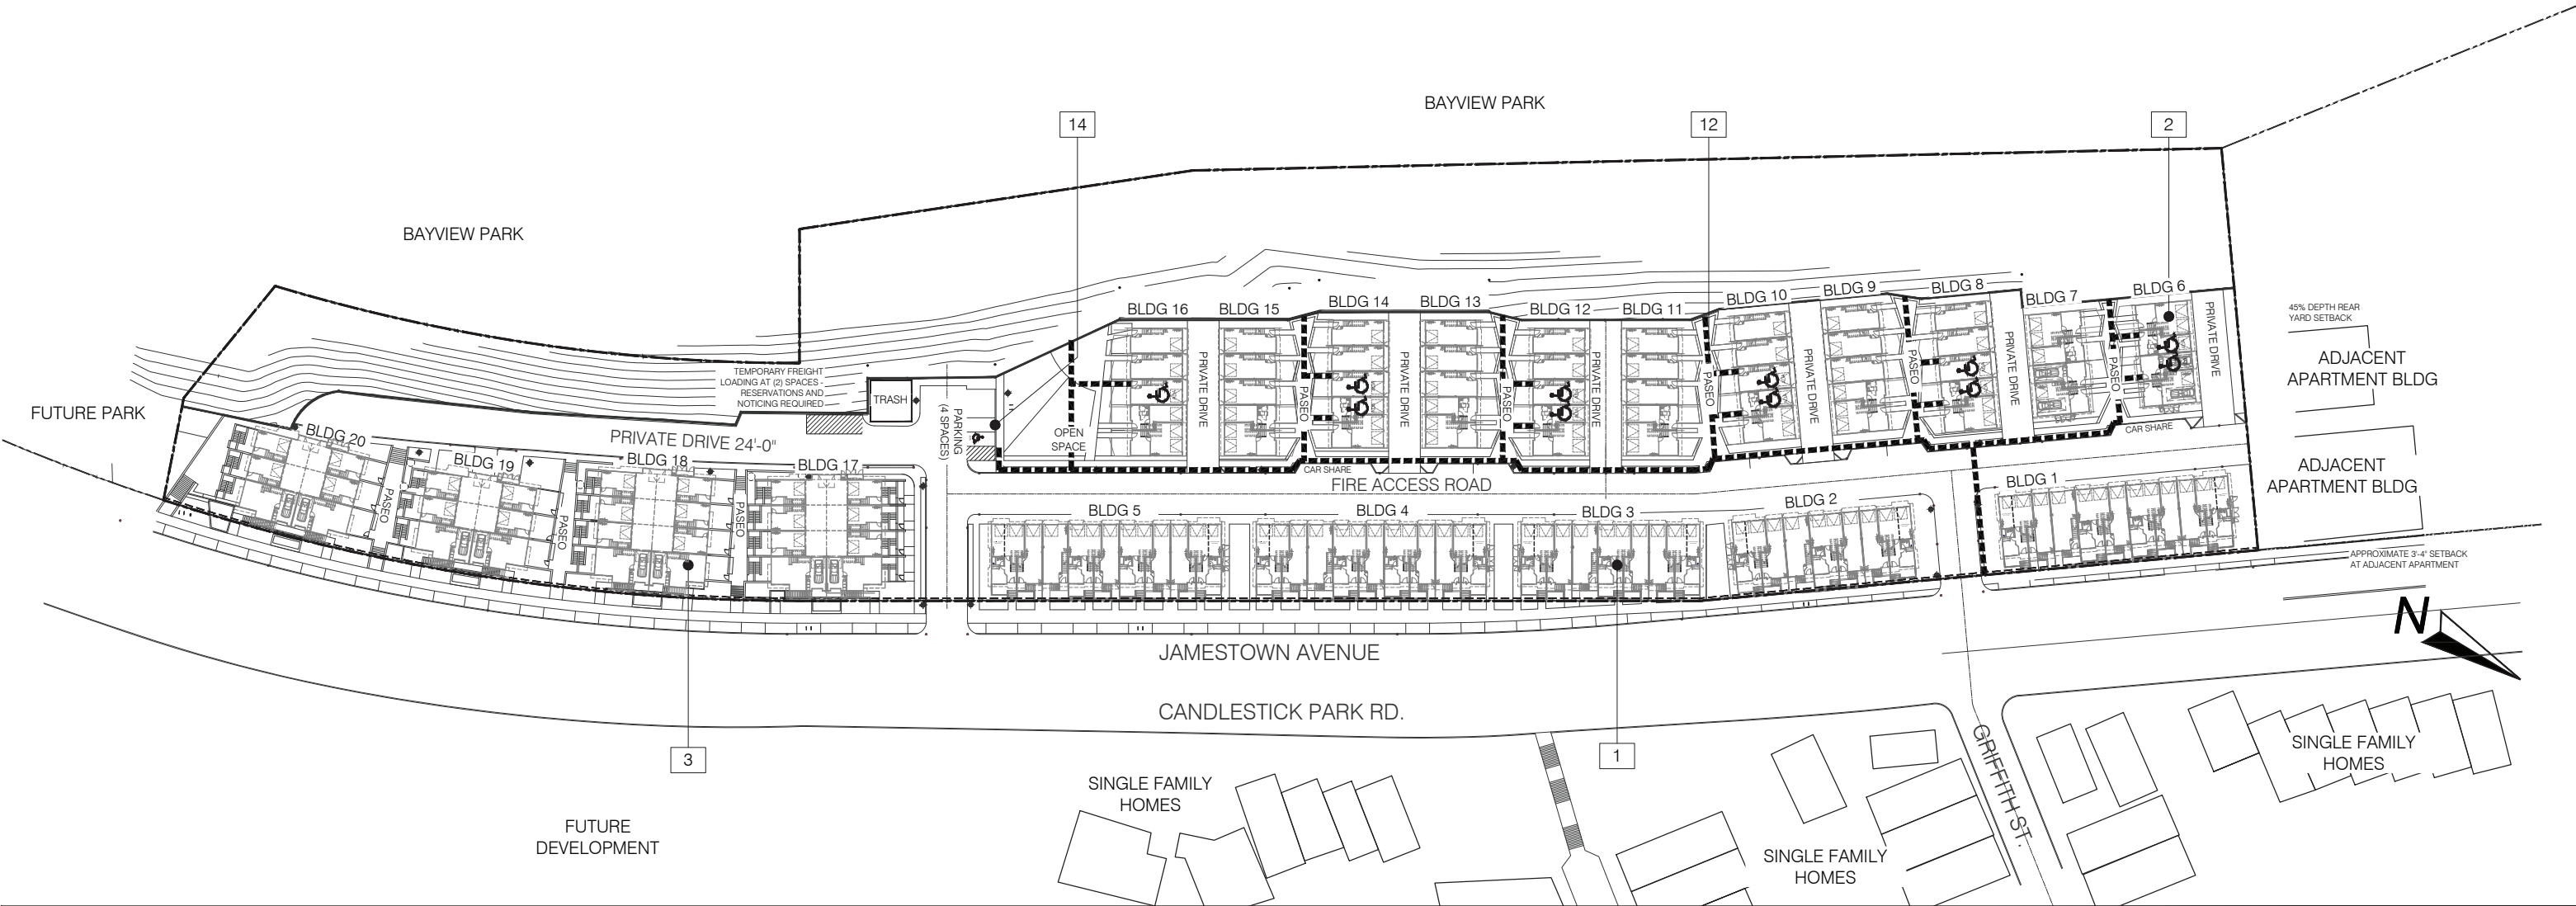 BAYVIEW PARK
14
12
2
BAYVIEW PARK
BLDG 16
BLDG 15
BLDG 14
BLDG 13
BLDG 12
BLDG 11
BLDG 10
BLDG 9
BLDG 8
BLDG 7
BLDG 6
PRIVATE DRIVE
PRIVATE DRIVE
PRIVATE DRIVE
PRIVATE DRIVE
PRIVATE DRIVE
PRIVATE DRIVE
PASEO
PASEO
PASEO
PASEO
PASEO
45% DEPTH REAR
YARD SETBACK
ADJACENT
APARTMENT BLDG
ADJACENT
APARTMENT BLDG
TEMPORARY FREIGHT
LOADING AT (2) SPACES -
RESERVATIONS AND
NOTICING REQUIRED
TRASH
PARKING
(4 SPACES)
OPEN
SPACE
CAR SHARE
CAR SHARE
FUTURE PARK
PRIVATE DRIVE 24'-0"
BLDG 20
BLDG 19
BLDG 18
BLDG 17
PASEO
PASEO
PASEO
FIRE ACCESS ROAD
BLDG 5
BLDG 4
BLDG 3
BLDG 2
BLDG 1
APPROXIMATE 3'-4" SETBACK
AT ADJACENT APARTMENT
N
JAMESTOWN AVENUE
CANDLESTICK PARK RD.
3
1
GRIFFITH ST.
SINGLE FAMILY
HOMES
SINGLE FAMILY
HOMES
SINGLE FAMILY
HOMES
FUTURE
DEVELOPMENT